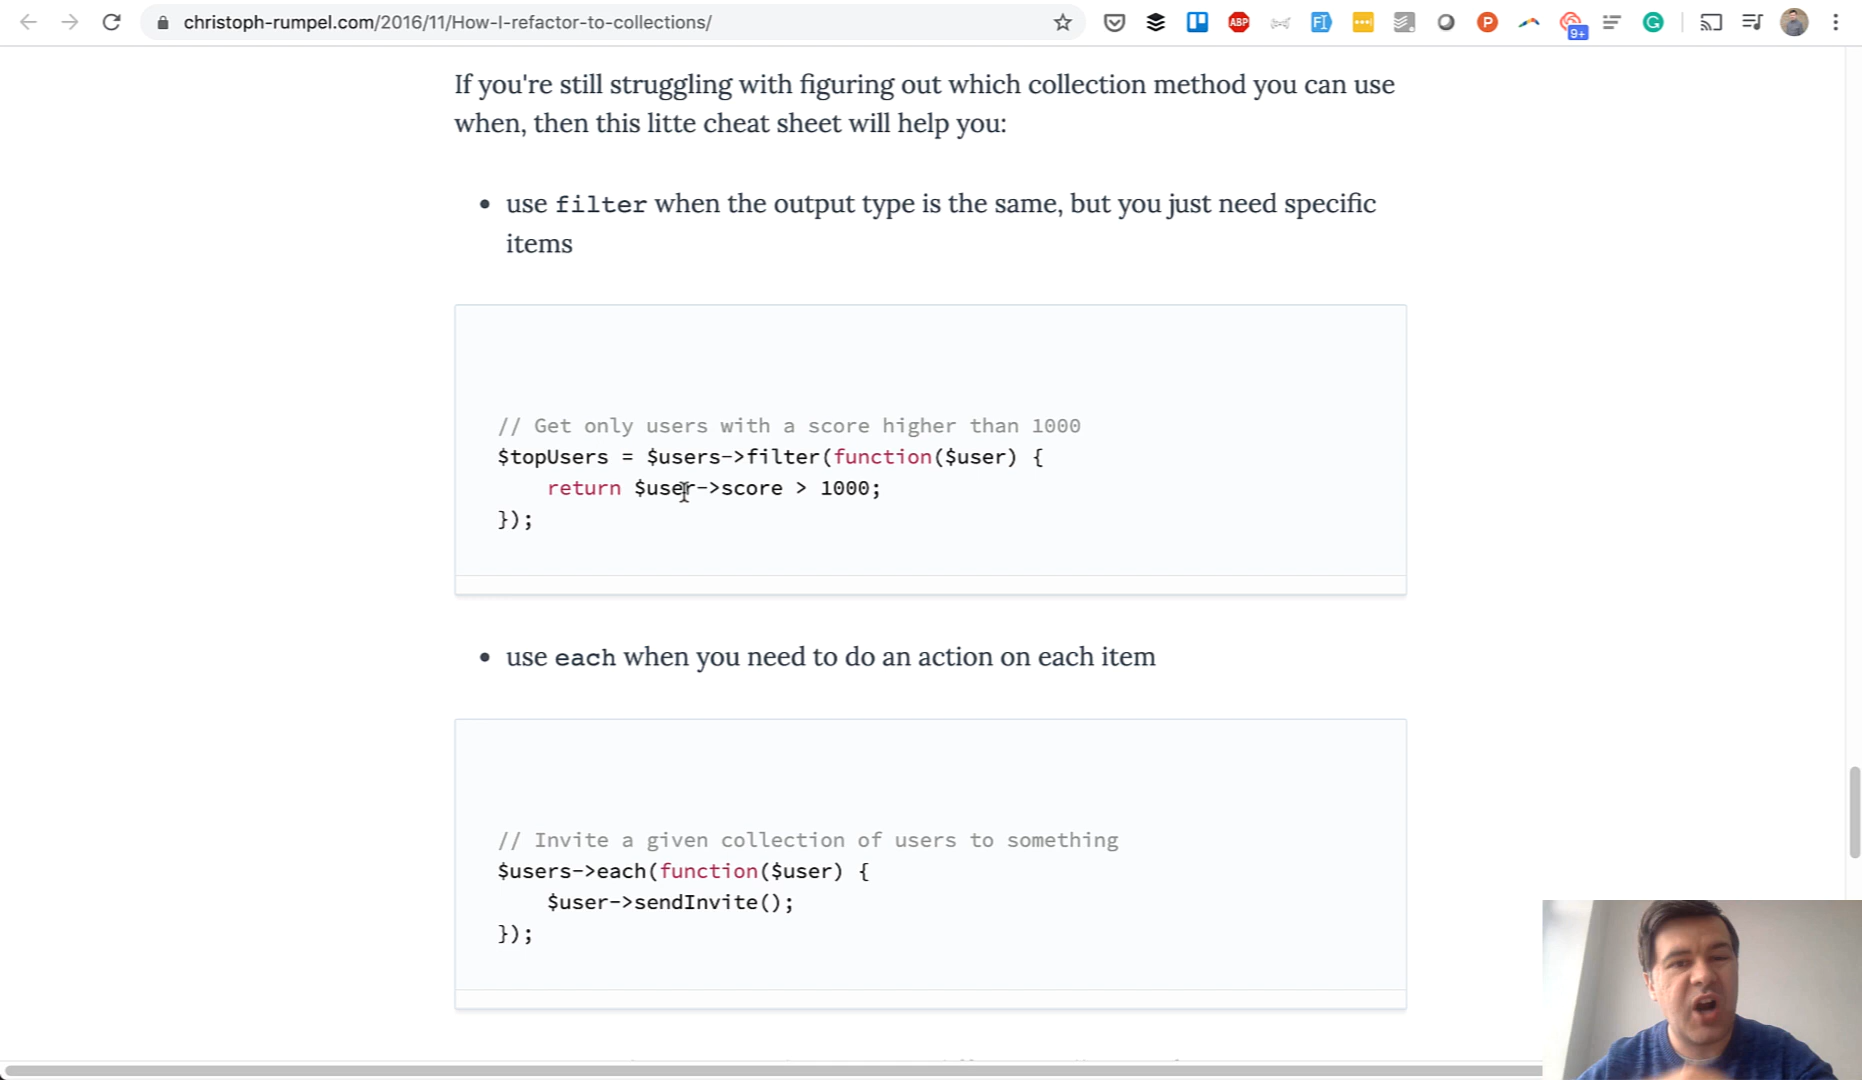 christoph-rumpel.com/2016/11/How-I-refactor-to-collections/
ABP
FI
P
9+
G
If you're still struggling with figuring out which collection method you can use
when, then this litte cheat sheet will help you:
• use filter when the output type is the same, but you just need specific
items
// Get only users with a score higher than 1000
$topUsers = $users->filter(function($user) {
return $user->score > 1000;
});
• use each when you need to do an action on each item
// Invite a given collection of users to something
$users->each(function($user) {
$user->sendInvite();
});